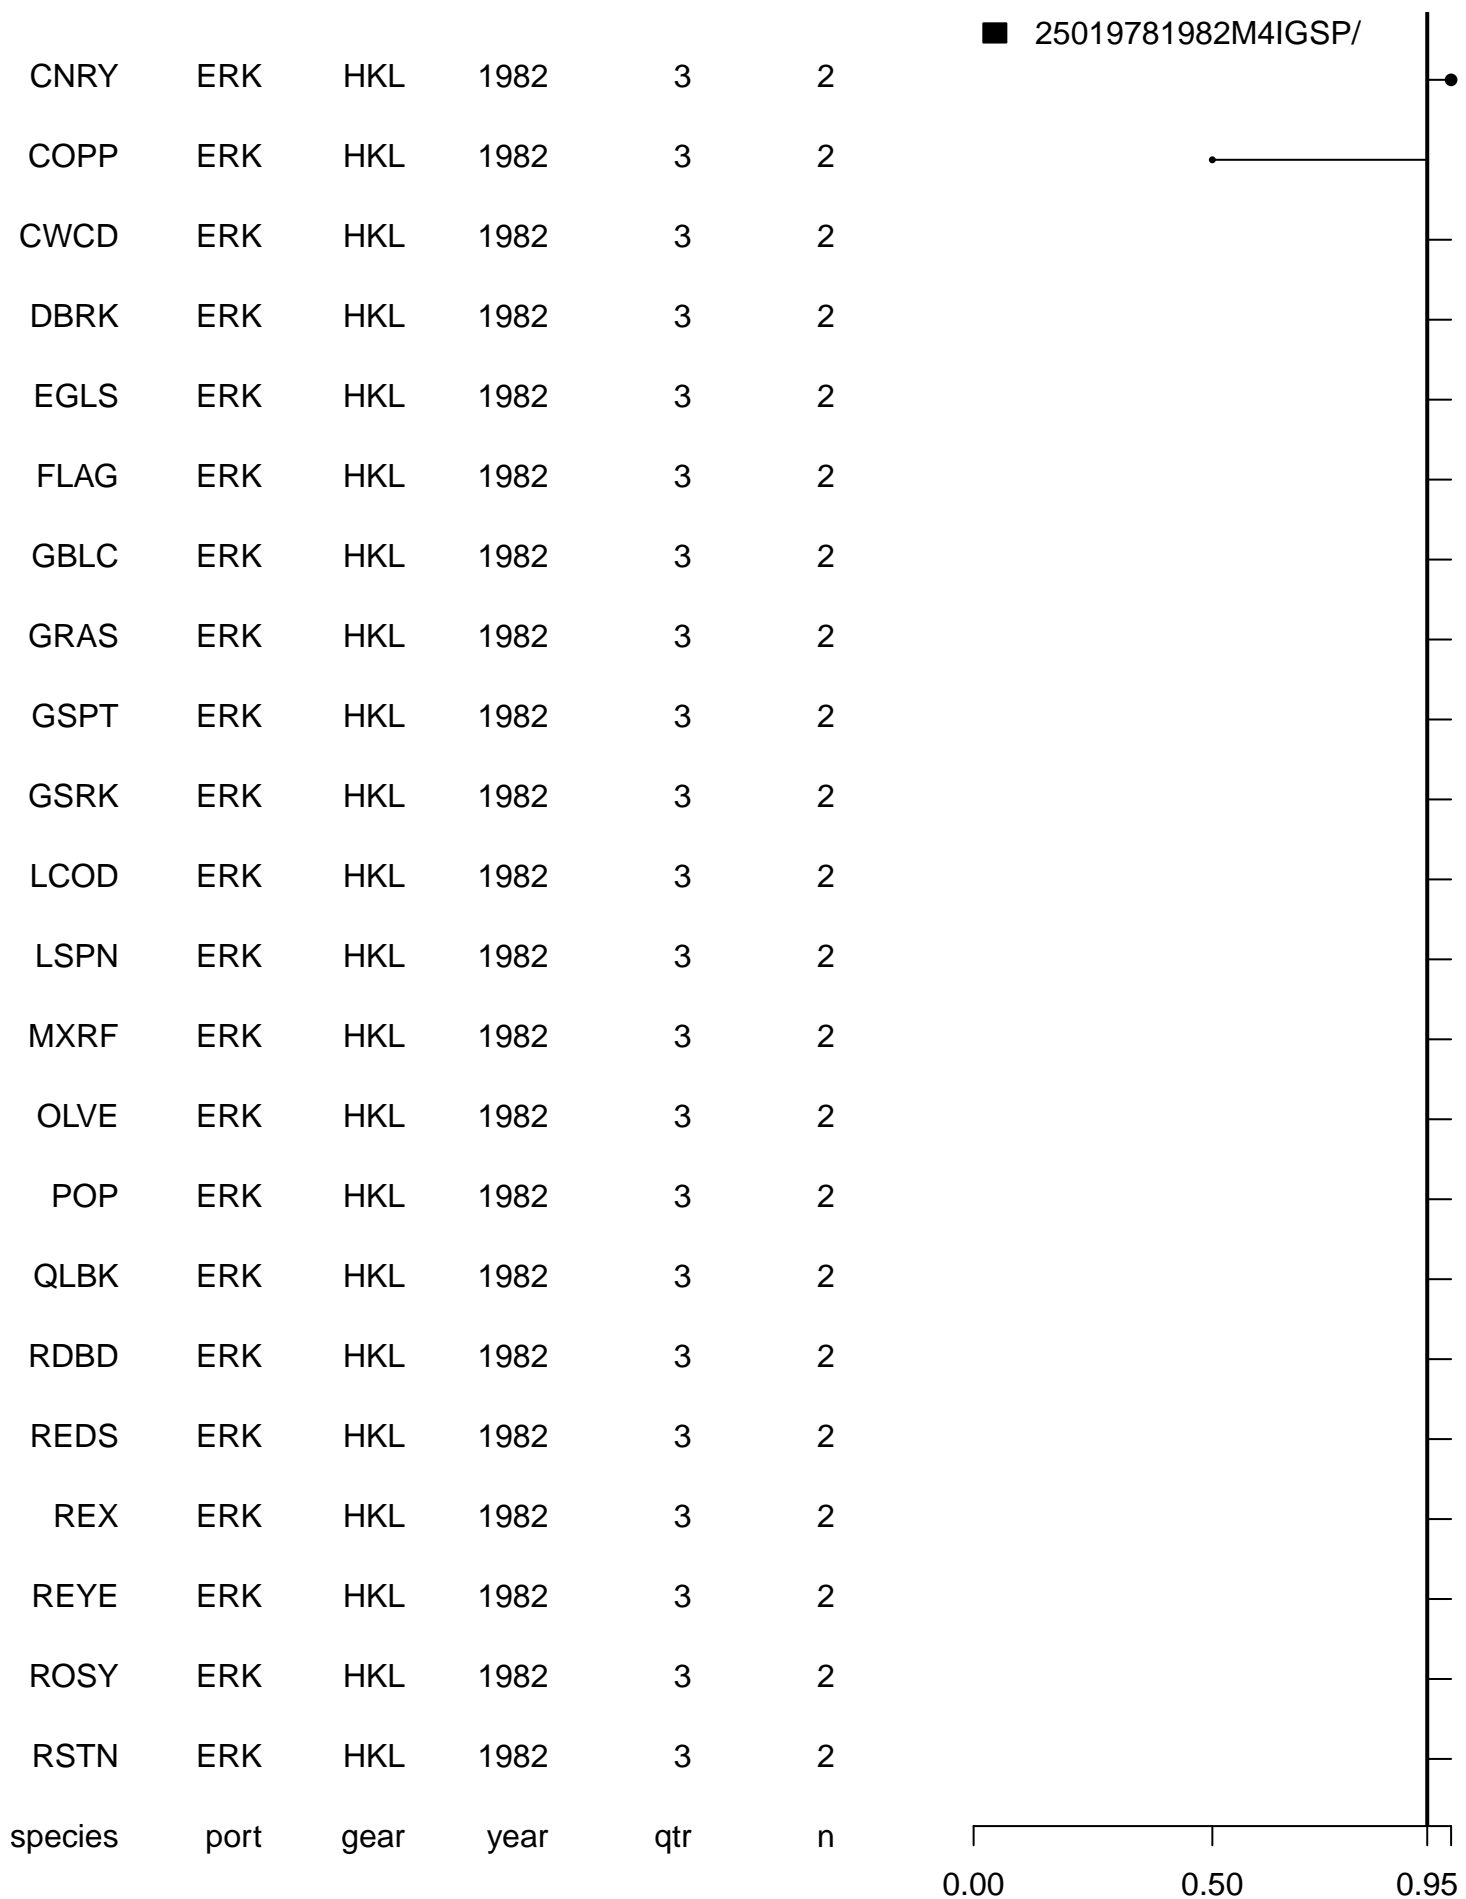 25019781982M4IGSP/
CNRY ERK HKL 1982 3 2
COPP ERK HKL 1982 3 2
CWCD ERK HKL 1982 3 2
DBRK ERK HKL 1982 3 2
EGLS ERK HKL 1982 3 2
FLAG ERK HKL 1982 3 2
GBLC ERK HKL 1982 3 2
GRAS ERK HKL 1982 3 2
GSPT ERK HKL 1982 3 2
GSRK ERK HKL 1982 3 2
LCOD ERK HKL 1982 3 2
LSPN ERK HKL 1982 3 2
MXRF ERK HKL 1982 3 2
OLVE ERK HKL 1982 3 2
POP ERK HKL 1982 3 2
QLBK ERK HKL 1982 3 2
RDBD ERK HKL 1982 3 2
REDS ERK HKL 1982 3 2
REX ERK HKL 1982 3 2
REYE ERK HKL 1982 3 2
ROSY ERK HKL 1982 3 2
RSTN ERK HKL 1982 3 2
species port gear year qtr n
0.00 0.50 0.95